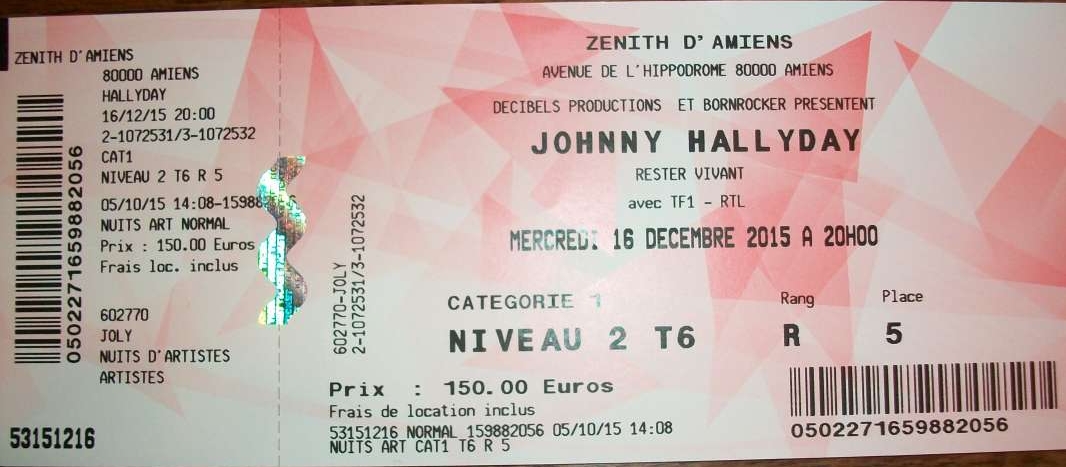 ZENITH D'AMIENS
80000 AMIENS
HALLYDAY
16/12/15 20:00
2-1072531/3-1072532
CAT1
NIVEAU 2 T6 R 5
05/10/15 14:08-15988
NUITS ART NORMAL
Prix : 150.00 Euros
Frais loc. inclus
602770
JOLY
NUITS D'ARTISTES
ARTISTES
53151216
0502271659882056
602770-JOLY
2-1072531/3-1072532
ZENITH D'AMIENS
AVENUE DE L'HIPPODROME 80000 AMIENS
DECIBELS PRODUCTIONS ET BORNROCKER PRESENTENT
JOHNNY HALLYDAY
RESTER VIVANT
avec TF1 - RTL
MERCREDI 16 DECEMBRE 2015 A 20H00
CATEGORIE 1
Rang Place
NIVEAU 2 T6 R 5
Prix : 150.00 Euros
Frais de location inclus
53151216 NORMAL 159882056 05/10/15 14:08
NUITS ART CAT1 T6 R 5
0502271659882056